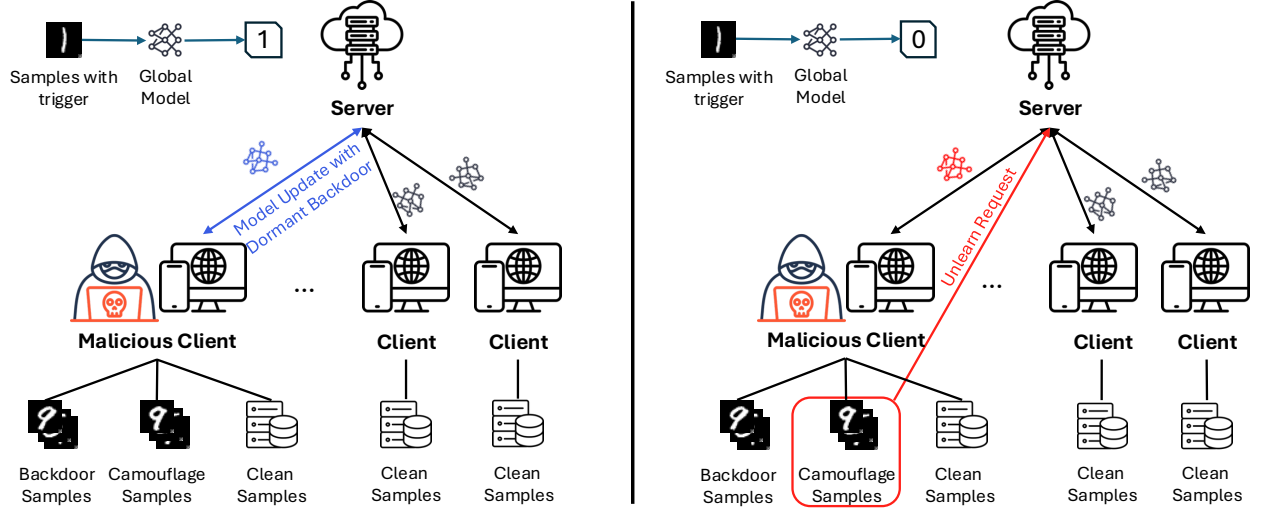 1
Samples with
trigger
Global
Model
Server
Model Update with
Dormant Backdoor
...
Malicious Client
Client
Client
Backdoor
Samples
Camouflage
Samples
Clean
Samples
Clean
Samples
Clean
Samples
0
Samples with
trigger
Global
Model
Server
Unlearn Request
...
Malicious Client
Client
Client
Backdoor
Samples
Camouflage
Samples
Clean
Samples
Clean
Samples
Clean
Samples